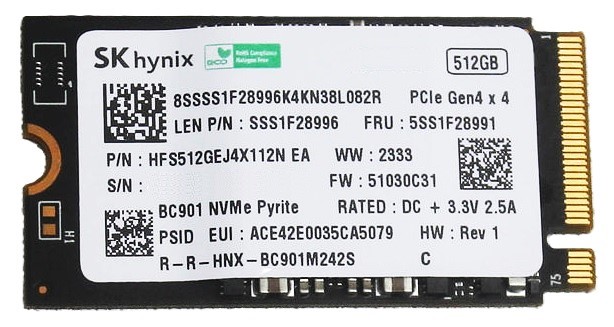 SK hynix
ECO
RoHS Compliance
Halogen Free
512GB
8SSSS1F28996K4KN38L082R PCIe Gen4 x 4
LEN P/N : SSS1F28996 FRU : 5SS1F28991
P/N : HFS512GEJ4X112N EA WW : 2333
S/N : FW : 51030C31
BC901 NVMe Pyrite RATED : DC + 3.3V 2.5A
PSID EUI : ACE42E0035CA5079 HW : Rev 1
R-R-HNX-BC901M242S C
H1
75